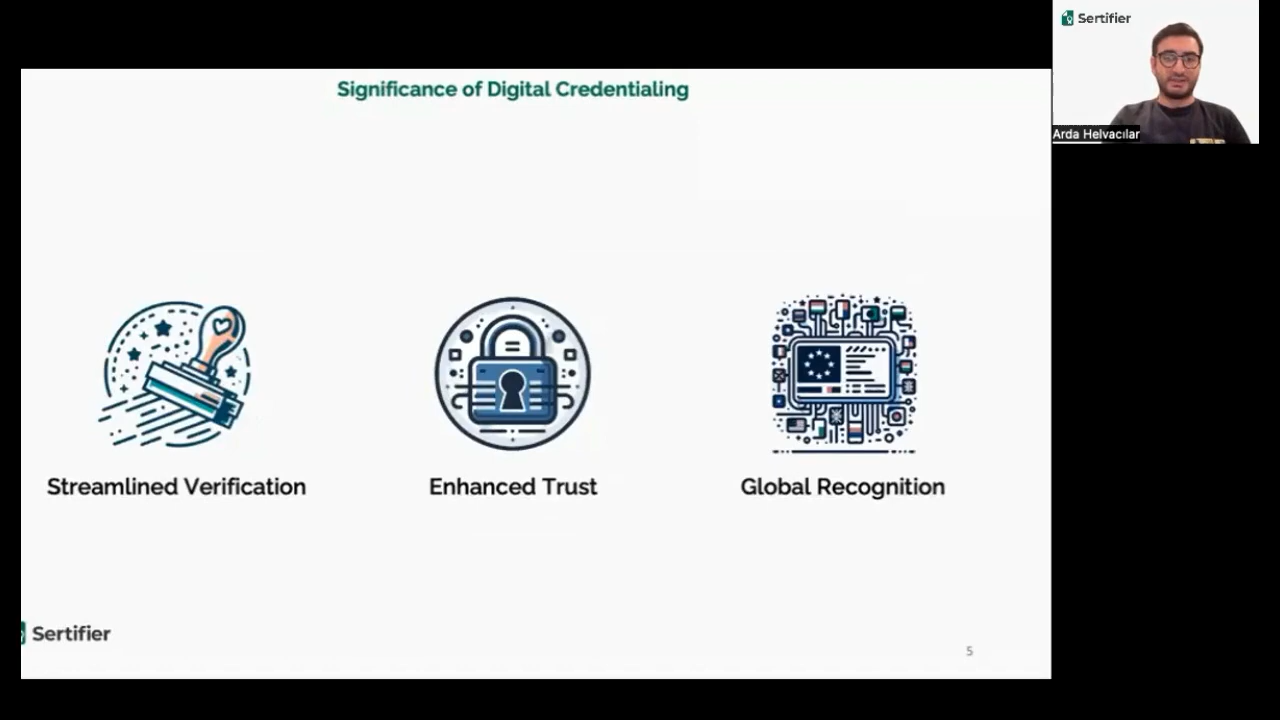 Significance of Digital Credentialing
Sertifier
Arda Helvacılar
Streamlined Verification
Enhanced Trust
Global Recognition
Sertifier
5